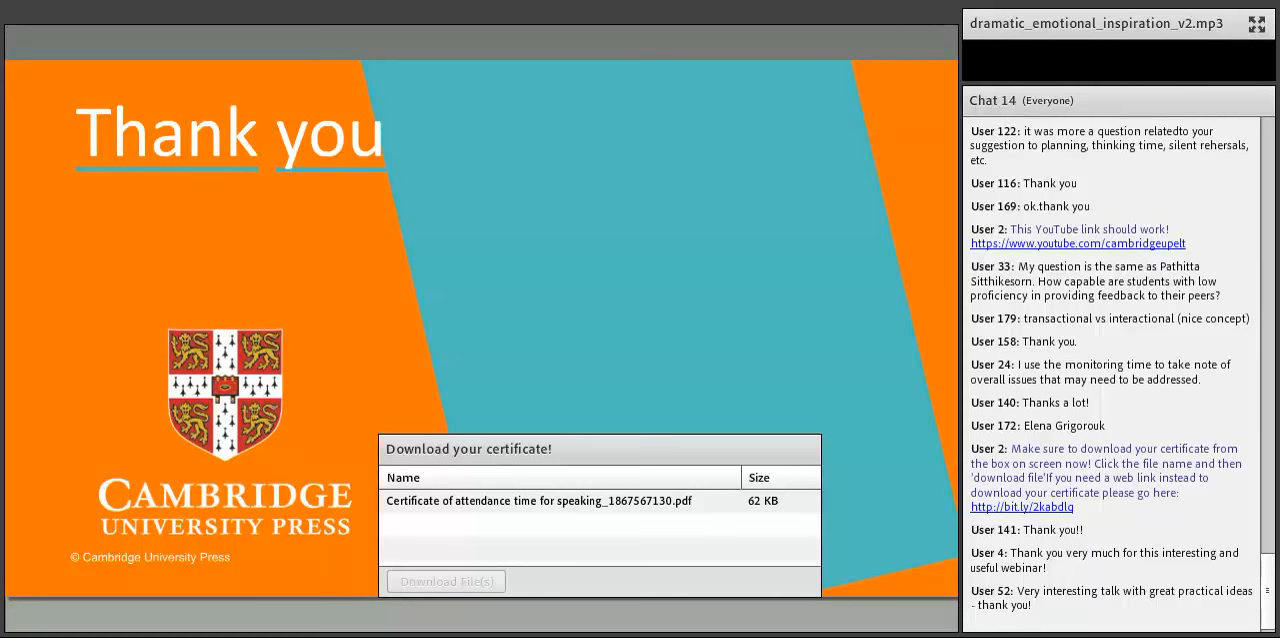 dramatic_emotional_inspiration_v2.mp3
Thank you
CAMBRIDGE
UNIVERSITY PRESS
© Cambridge University Press
Download your certificate!
Name Size
Certificate of attendance time for speaking_1867567130.pdf 62 KB
Download File(s)
Chat 14 (Everyone)
User 122: it was more a question relatedto your
suggestion to planning, thinking time, silent rehersals,
etc.
User 116: Thank you
User 169: ok.thank you
User 2: This YouTube link should work!
https://www.youtube.com/cambridgeupelt
User 33: My question is the same as Pathitta
Sitthikesorn. How capable are students with low
proficiency in providing feedback to their peers?
User 179: transactional vs interactional (nice concept)
User 158: Thank you.
User 24: I use the monitoring time to take note of
overall issues that may need to be addressed.
User 140: Thanks a lot!
User 172: Elena Grigorouk
User 2: Make sure to download your certificate from
the box on screen now! Click the file name and then
'download file'If you need a web link instead to
download your certificate please go here:
http://bit.ly/2kabdlq
User 141: Thank you!!
User 4: Thank you very much for this interesting and
useful webinar!
User 52: Very interesting talk with great practical ideas
- thank you!